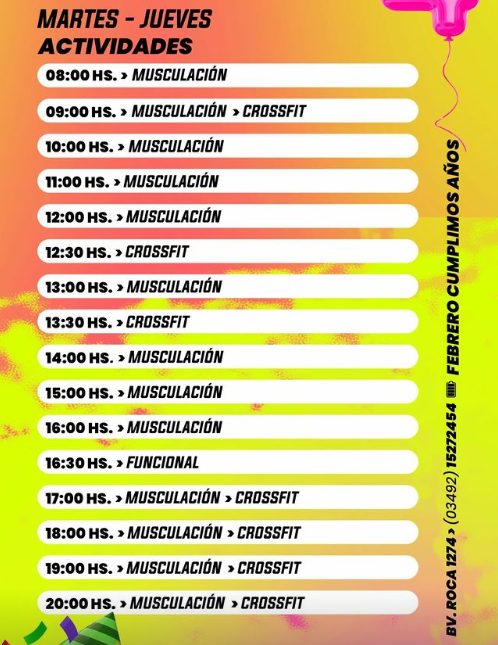 MARTES - JUEVES
ACTIVIDADES
08:00 HS. > MUSCULACIÓN
09:00 HS. > MUSCULACIÓN > CROSSFIT
10:00 HS. > MUSCULACIÓN
11:00 HS. > MUSCULACIÓN
12:00 HS. > MUSCULACIÓN
12:30 HS. > CROSSFIT
13:00 HS. > MUSCULACIÓN
13:30 HS. > CROSSFIT
14:00 HS. > MUSCULACIÓN
15:00 HS. > MUSCULACIÓN
16:00 HS. > MUSCULACIÓN
16:30 HS. > FUNCIONAL
17:00 HS. > MUSCULACIÓN > CROSSFIT
18:00 HS. > MUSCULACIÓN > CROSSFIT
19:00 HS. > MUSCULACIÓN > CROSSFIT
20:00 HS. > MUSCULACIÓN > CROSSFIT
BV. ROCA 1274 > (03492) 15272454 FEBRERO CUMPLIMOS AÑOS